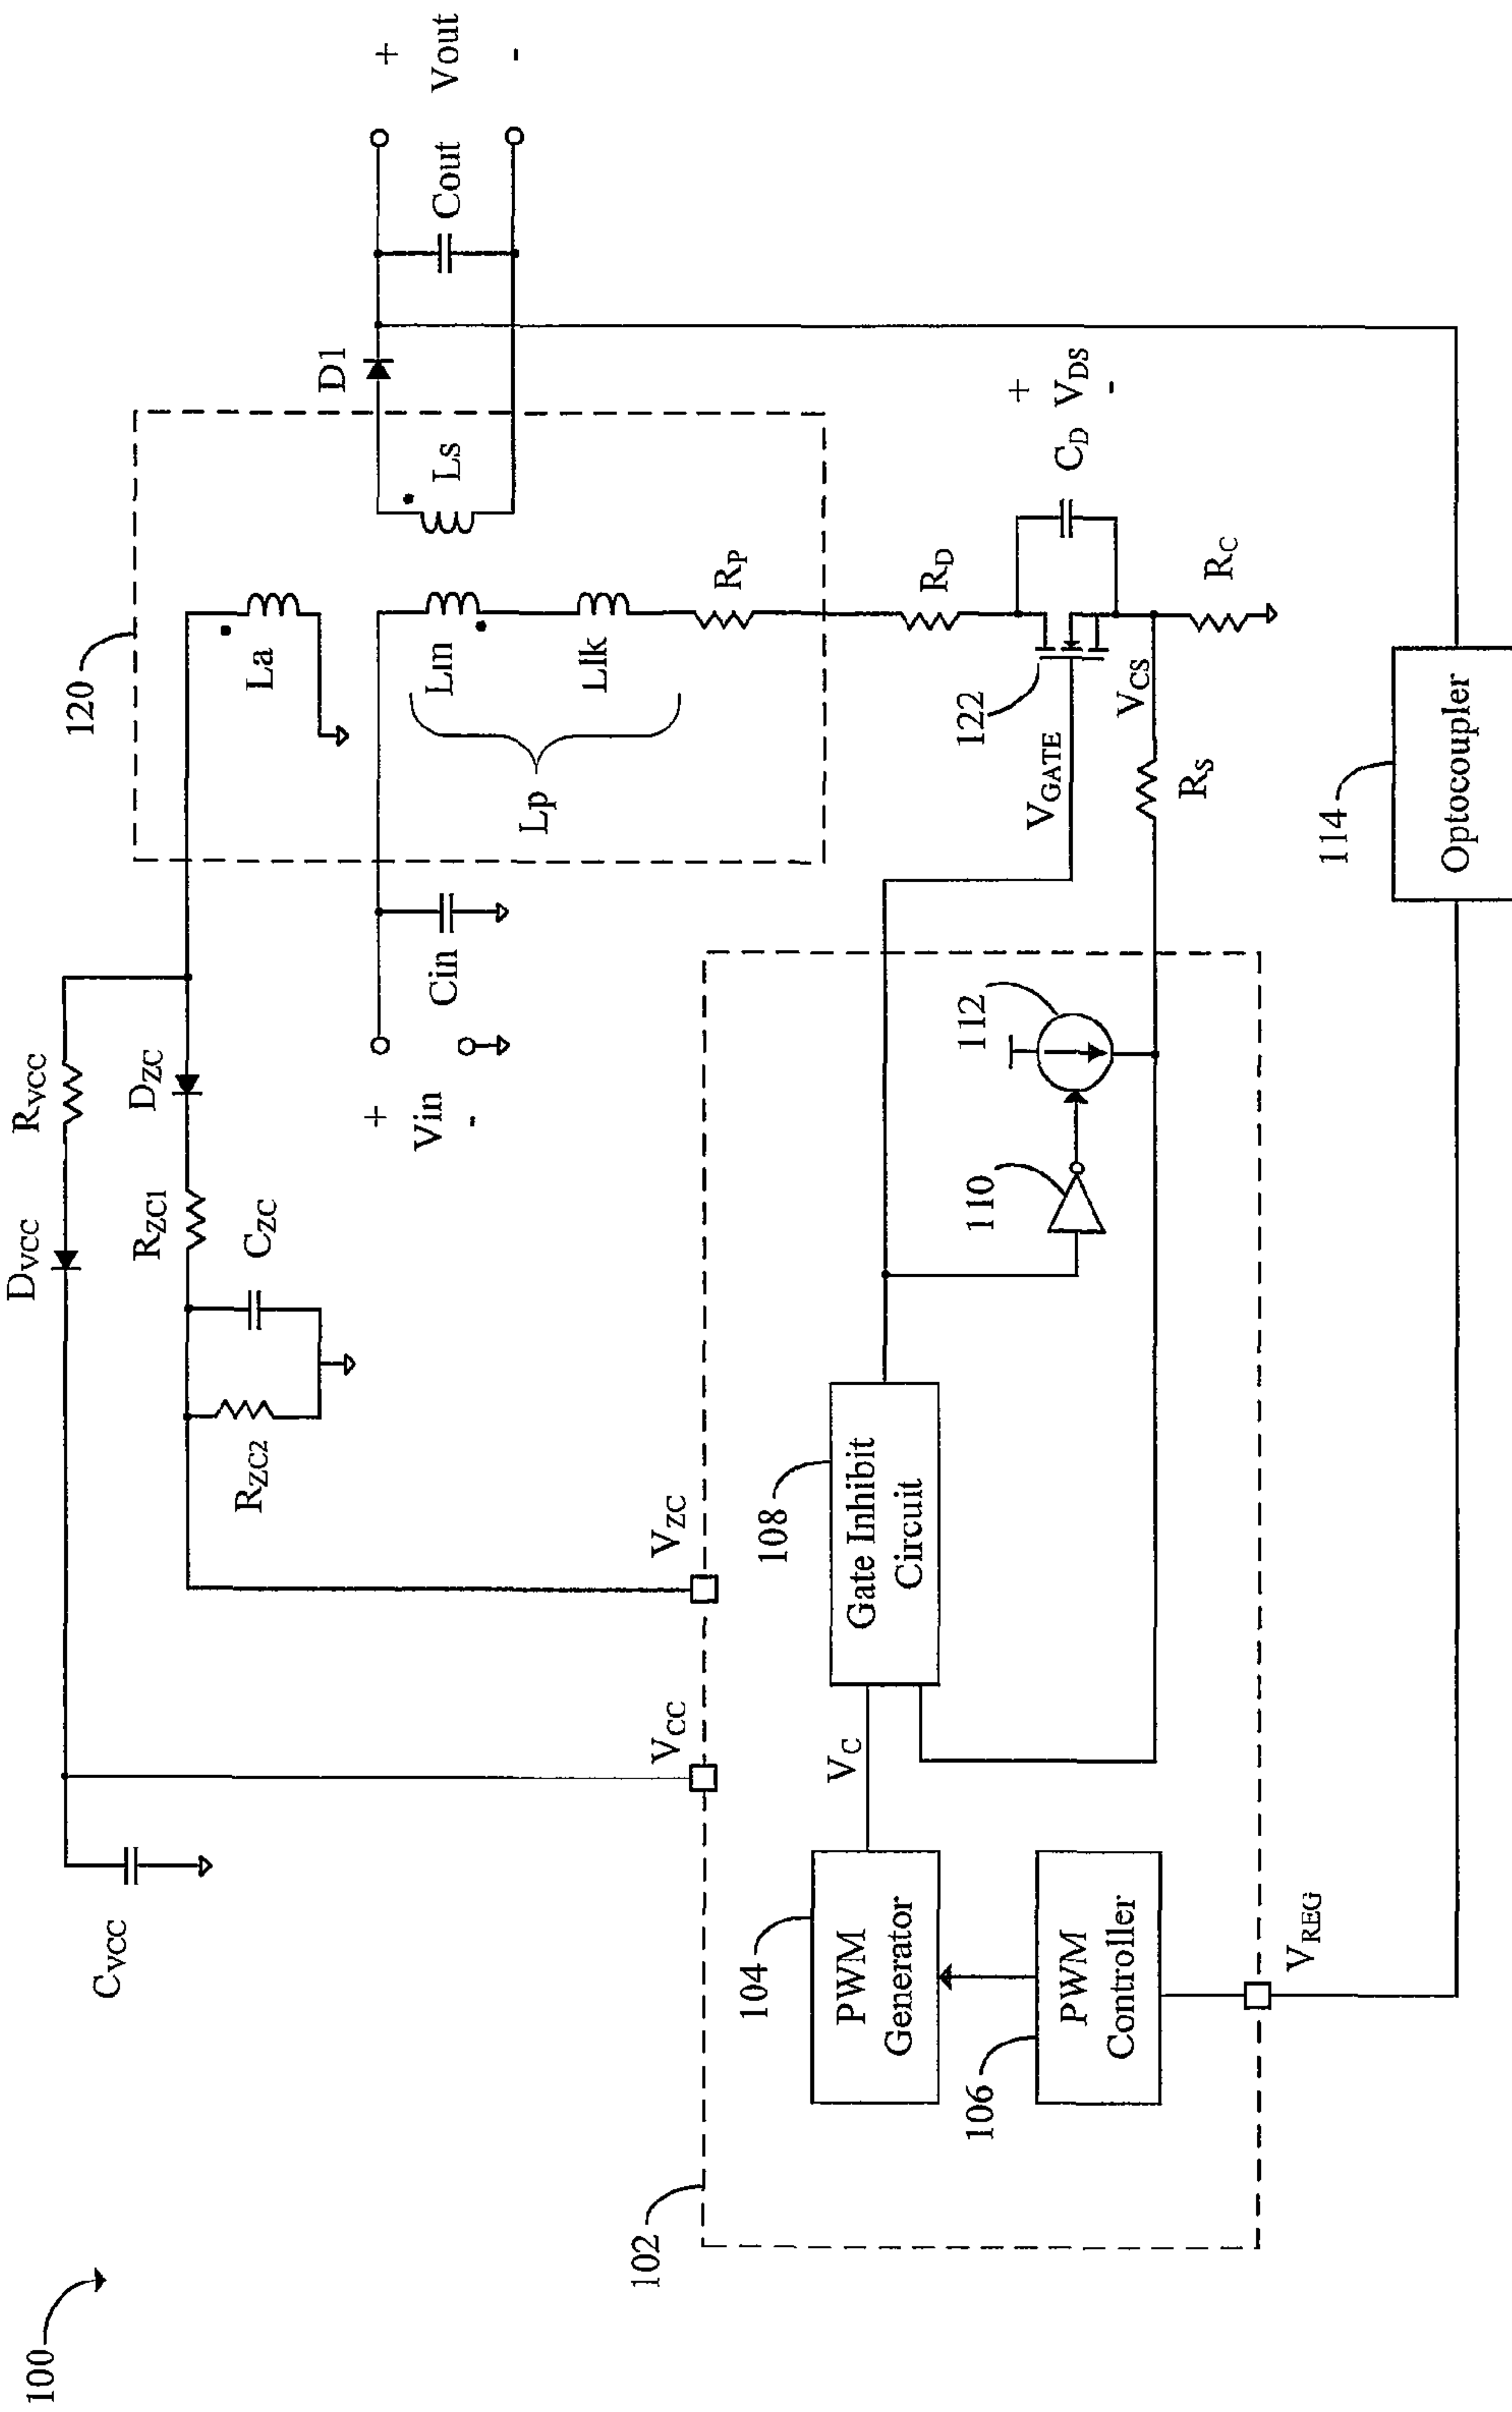 100
CVCC
DVCC
RVCC
RZC2
RZC1
CZC
DZC
VCC
VZC
+
Vin
-
Cin
120
La
Lm
Llk
Lp
RP
Ls
D1
Cout
+
Vout
-
102
104
PWM
Generator
106
PWM
Controller
VC
108
Gate Inhibit
Circuit
110
112
VGATE
122
VCS
RS
RD
RC
CD
+
VDS
-
VREG
114
Optocoupler